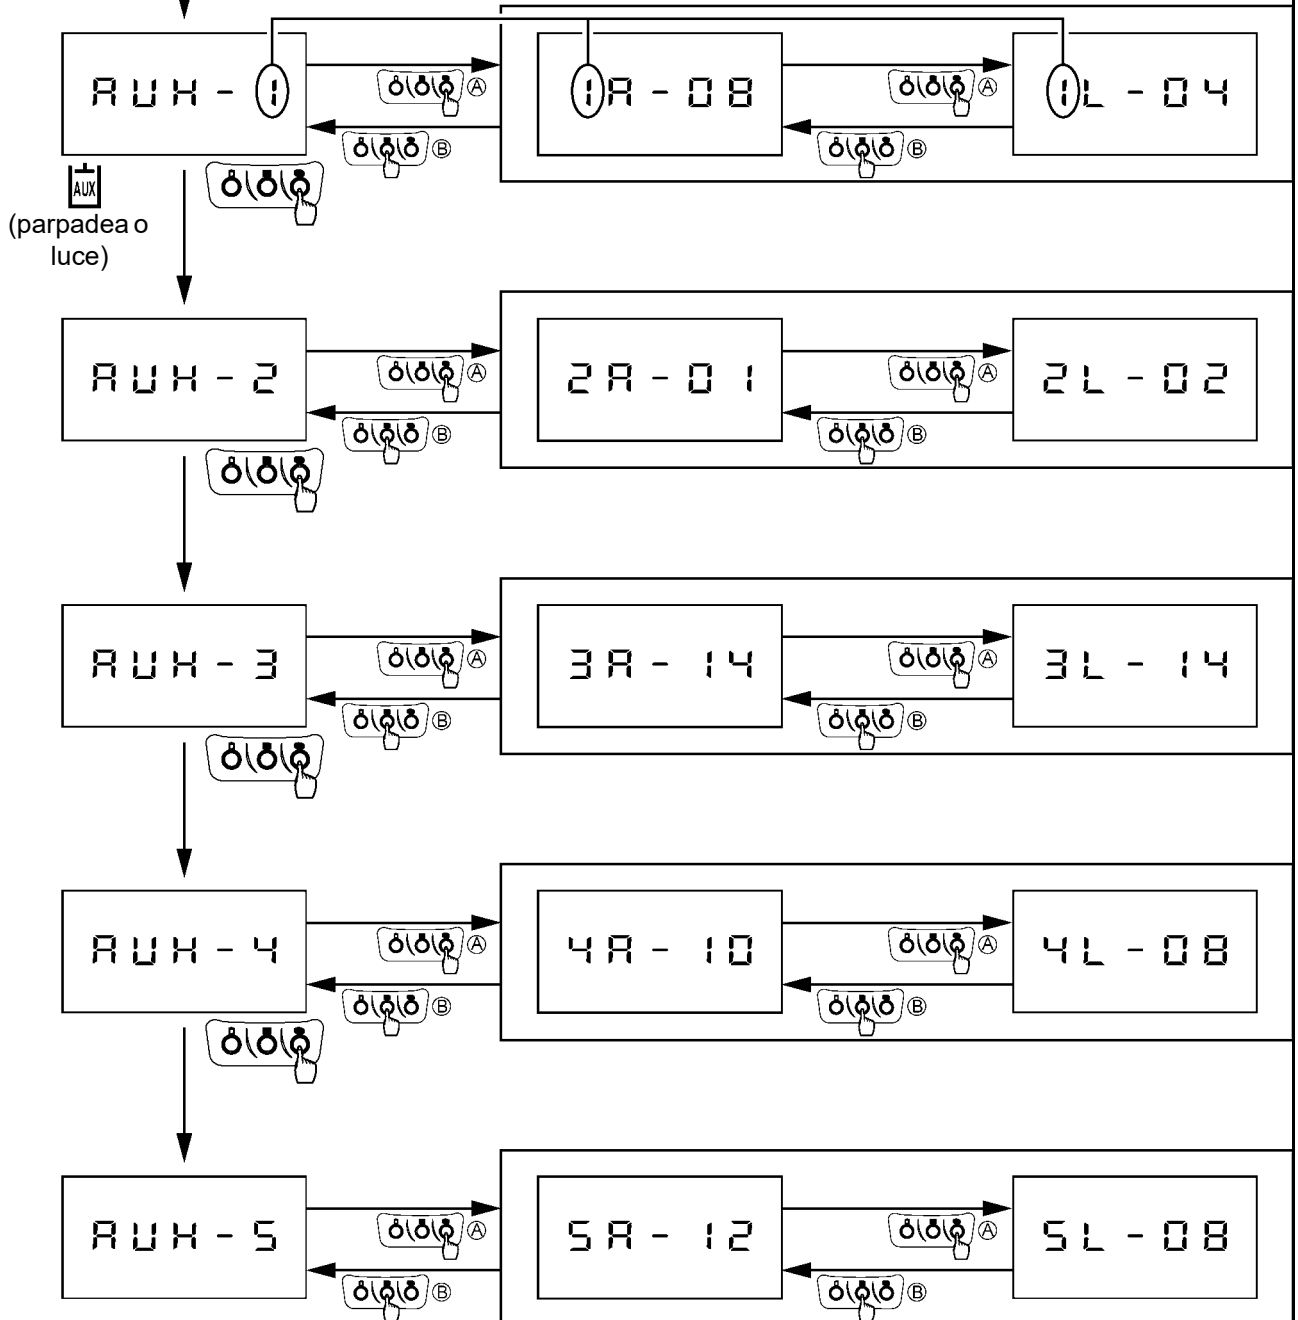 AUX-1 Ⓐ 1A-08 Ⓐ 1L-04
Ⓑ Ⓑ
AUX
(parpadea o
luce)
AUX-2 Ⓐ 2A-01 Ⓐ 2L-02
Ⓑ Ⓑ
AUX-3 Ⓐ 3A-14 Ⓐ 3L-14
Ⓑ Ⓑ
AUX-4 Ⓐ 4A-10 Ⓐ 4L-08
Ⓑ Ⓑ
AUX-5 Ⓐ 5A-12 Ⓐ 5L-08
Ⓑ Ⓑ